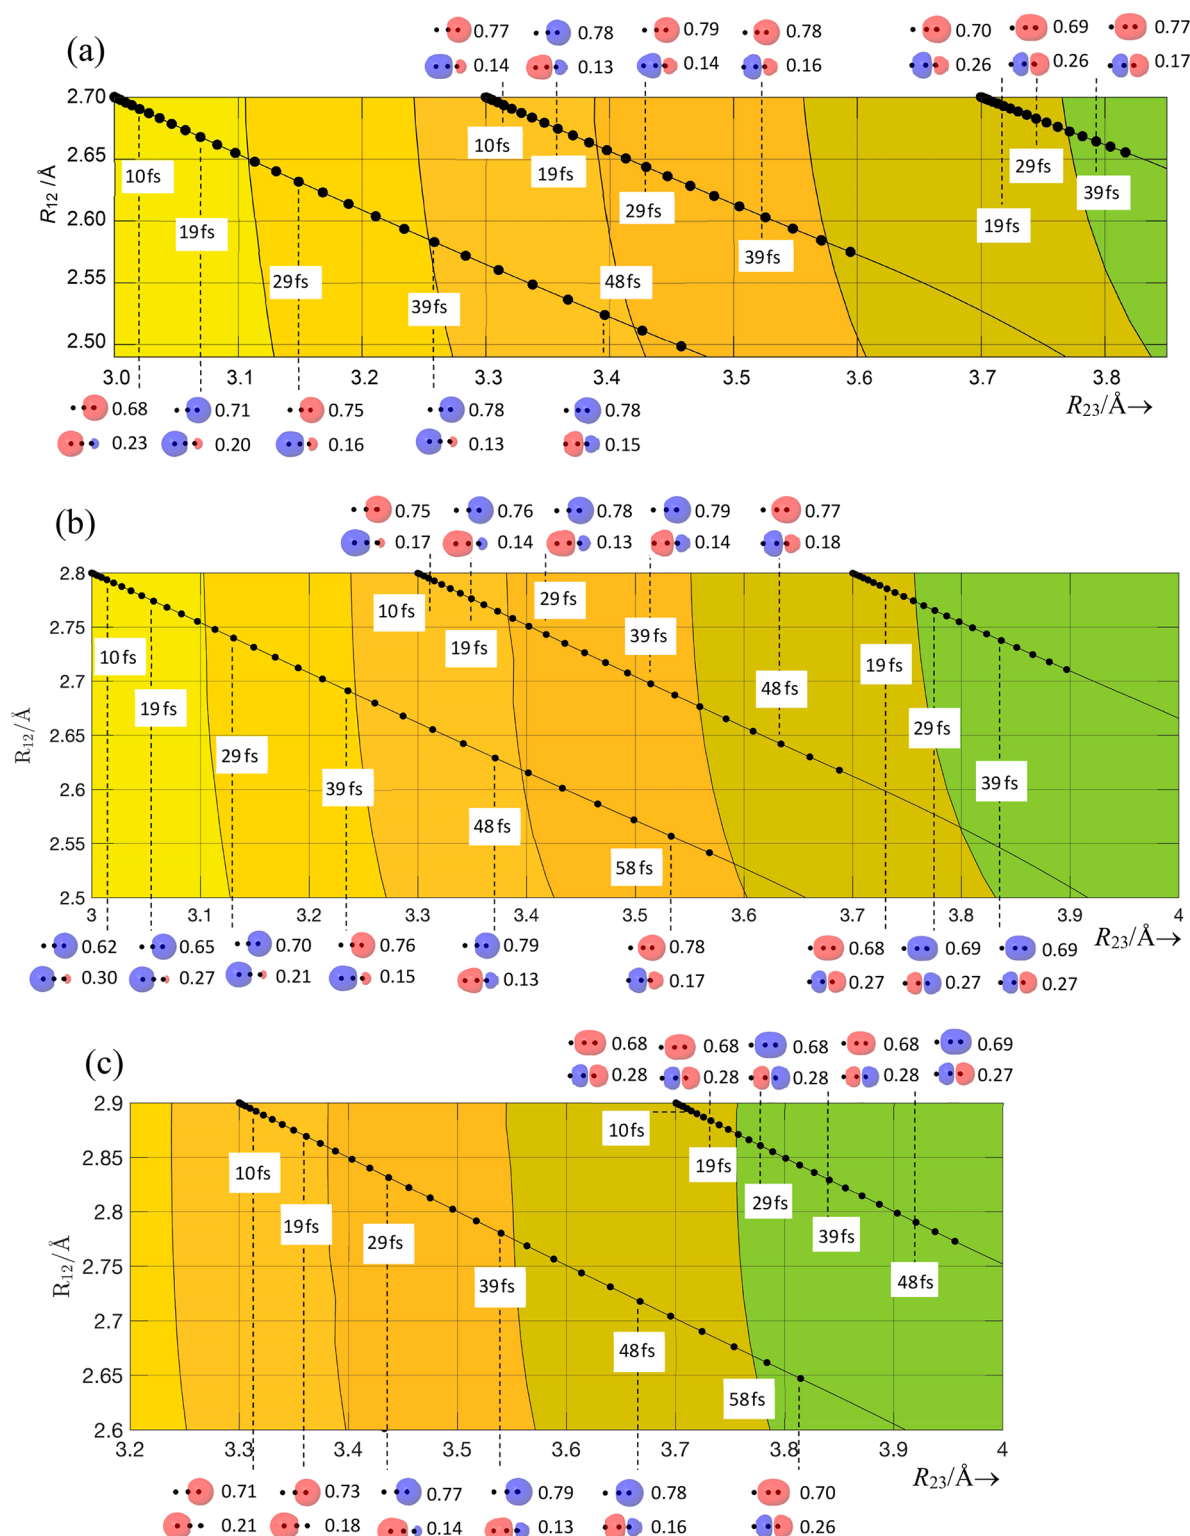 (a)
0.77 0.78 0.79 0.78 0.70 0.69 0.77
0.14 0.13 0.14 0.16 0.26 0.26 0.17
2.70
2.65
2.60
2.55
2.50
R12 /Å
10fs 19fs 29fs 39fs 48fs
10fs 19fs 29fs 39fs
19fs 29fs 39fs
3.0 3.1 3.2 3.3 3.4 3.5 3.6 3.7 3.8
R23/Å→
0.68 0.71 0.75 0.78 0.78
0.23 0.20 0.16 0.13 0.15
(b)
0.75 0.76 0.78 0.79 0.77
0.17 0.14 0.13 0.14 0.18
2.8
2.75
2.7
2.65
2.6
2.55
2.5
R12/Å
10fs 19fs 29fs 39fs 48fs 58fs
10fs 19fs 29fs 39fs 48fs
19fs 29fs 39fs
3 3.1 3.2 3.3 3.4 3.5 3.6 3.7 3.8 3.9 4
R23/Å→
0.62 0.65 0.70 0.76 0.79 0.78 0.68 0.69 0.69
0.30 0.27 0.21 0.15 0.13 0.17 0.27 0.27 0.27
(c)
0.68 0.68 0.68 0.68 0.69
0.28 0.28 0.28 0.28 0.27
2.9
2.85
2.8
2.75
2.7
2.65
2.6
R12/Å
10fs 19fs 29fs 39fs 48fs 58fs
10fs 19fs 29fs 39fs 48fs
3.2 3.3 3.4 3.5 3.6 3.7 3.8 3.9 4
R23/Å→
0.71 0.73 0.77 0.79 0.78 0.70
0.21 0.18 0.14 0.13 0.16 0.26